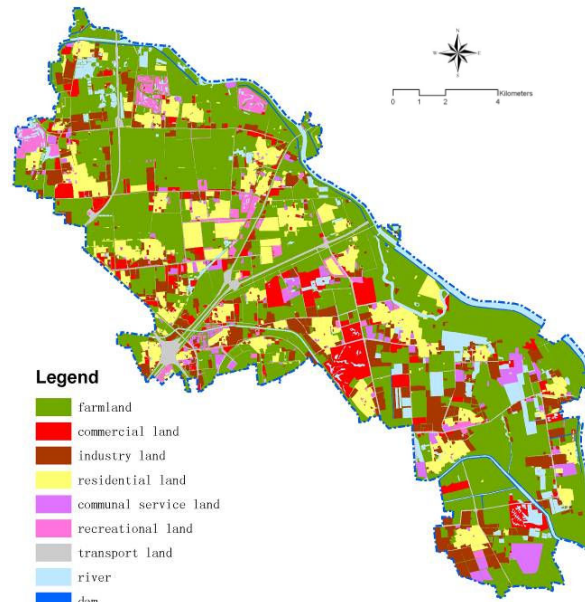 N
W E
S
Kilometers
0 1 2 4
Legend
farmland
commercial land
industry land
residential land
communal service land
recreational land
transport land
river
dam